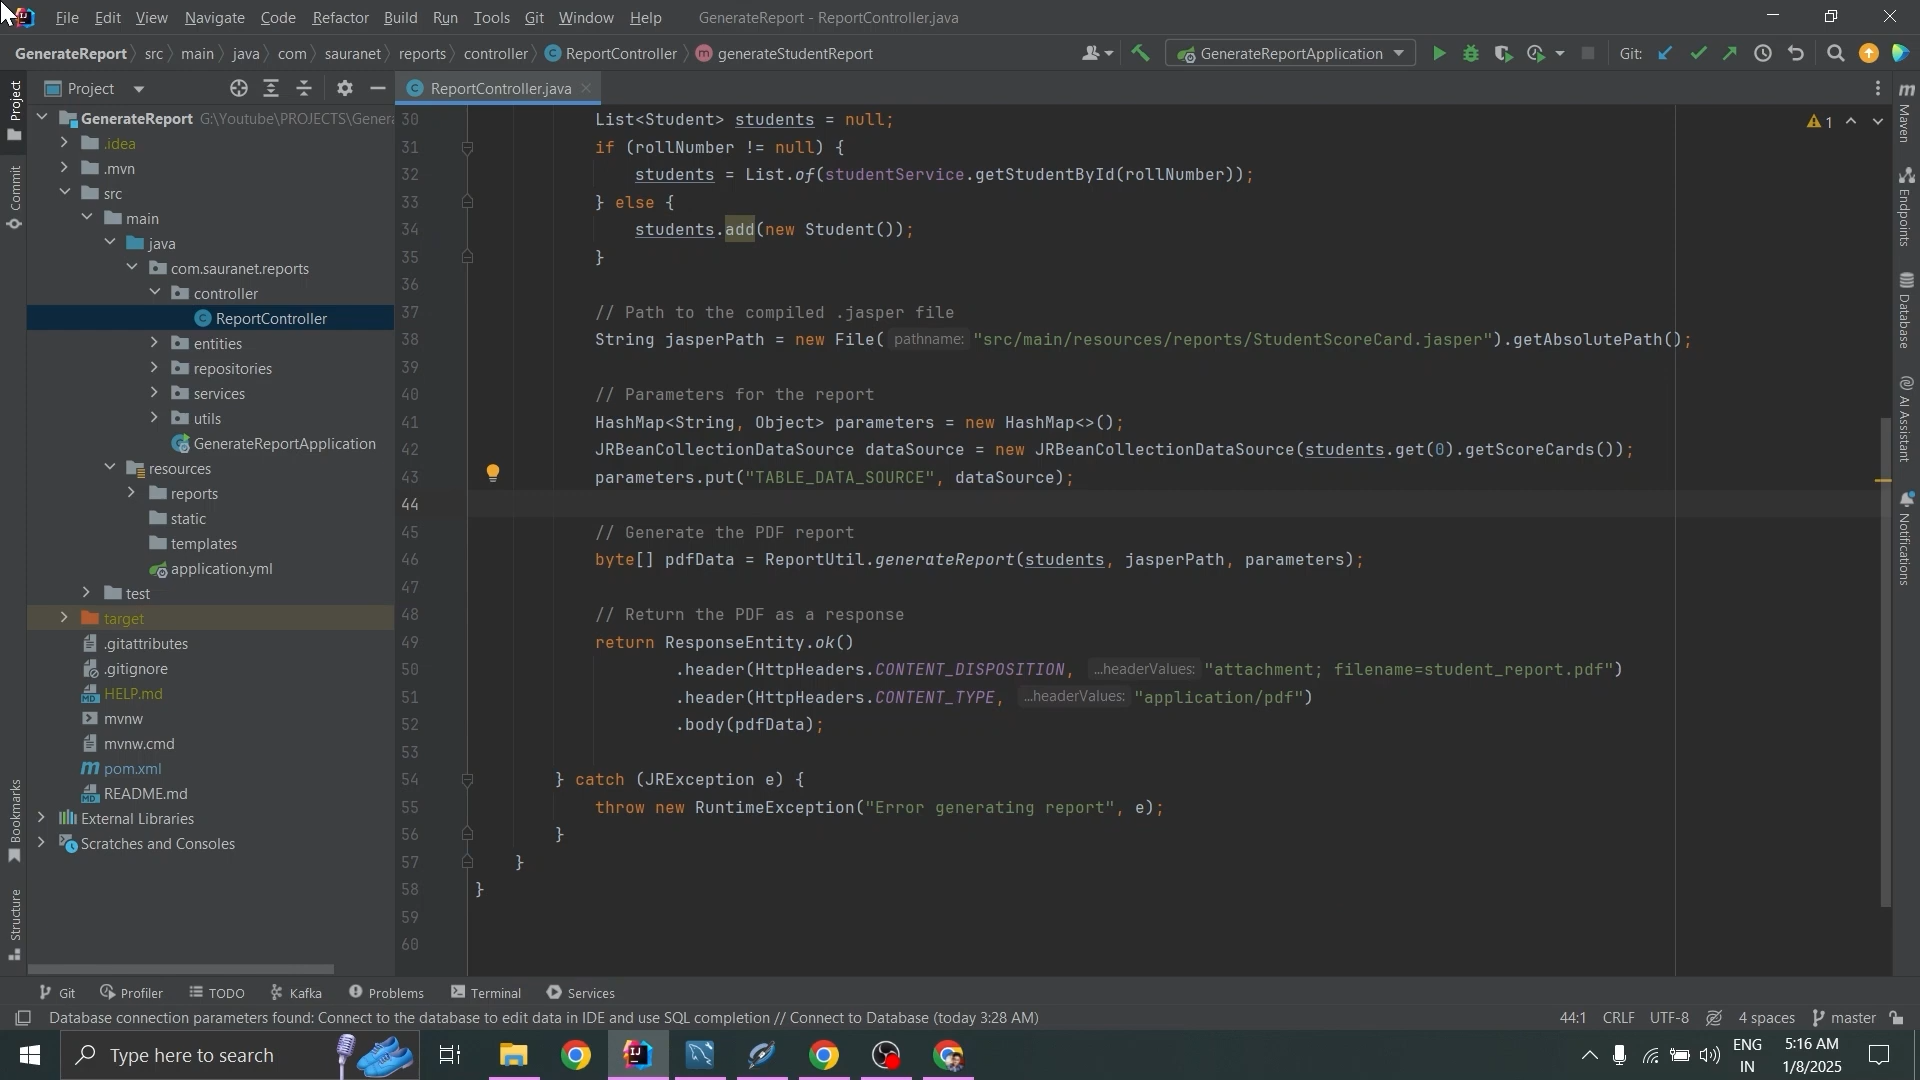 File Edit View Navigate Code Refactor Build Run Tools Git Window Help GenerateReport - ReportController.java
GenerateReport src main java com sauranet reports controller ReportController generateStudentReport GenerateReportApplication Git:
Project ReportController.java
GenerateReport G:\Youtube\PROJECTS\Genera
.idea
.mvn
src
main
java
com.sauranet.reports
controller
ReportController
entities
repositories
services
utils
GenerateReportApplication
resources
reports
static
templates
application.yml
test
target
.gitattributes
.gitignore
HELP.md
mvnw
mvnw.cmd
pom.xml
README.md
External Libraries
Scratches and Consoles
Project
Commit
Bookmarks
Structure
30 List<Student> students = null;
31 if (rollNumber != null) {
32 students = List.of(studentService.getStudentById(rollNumber));
33 } else {
34 students.add(new Student());
35 }
36
37 // Path to the compiled .jasper file
38 String jasperPath = new File( pathname: "src/main/resources/reports/StudentScoreCard.jasper").getAbsolutePath();
39
40 // Parameters for the report
41 HashMap<String, Object> parameters = new HashMap<>();
42 JRBeanCollectionDataSource dataSource = new JRBeanCollectionDataSource(students.get(0).getScoreCards());
43 parameters.put("TABLE_DATA_SOURCE", dataSource);
44
45 // Generate the PDF report
46 byte[] pdfData = ReportUtil.generateReport(students, jasperPath, parameters);
47
48 // Return the PDF as a response
49 return ResponseEntity.ok()
50 .header(HttpHeaders.CONTENT_DISPOSITION, ...headerValues: "attachment; filename=student_report.pdf")
51 .header(HttpHeaders.CONTENT_TYPE, ...headerValues: "application/pdf")
52 .body(pdfData);
53
54 } catch (JRException e) {
55 throw new RuntimeException("Error generating report", e);
56 }
57 }
58 }
59
60
1
Maven
Endpoints
Database
AI Assistant
Notifications
Git Profiler TODO Kafka Problems Terminal Services
Database connection parameters found: Connect to the database to edit data in IDE and use SQL completion // Connect to Database (today 3:28 AM) 44:1 CRLF UTF-8 4 spaces master
Type here to search
ENG
IN
5:16 AM
1/8/2025